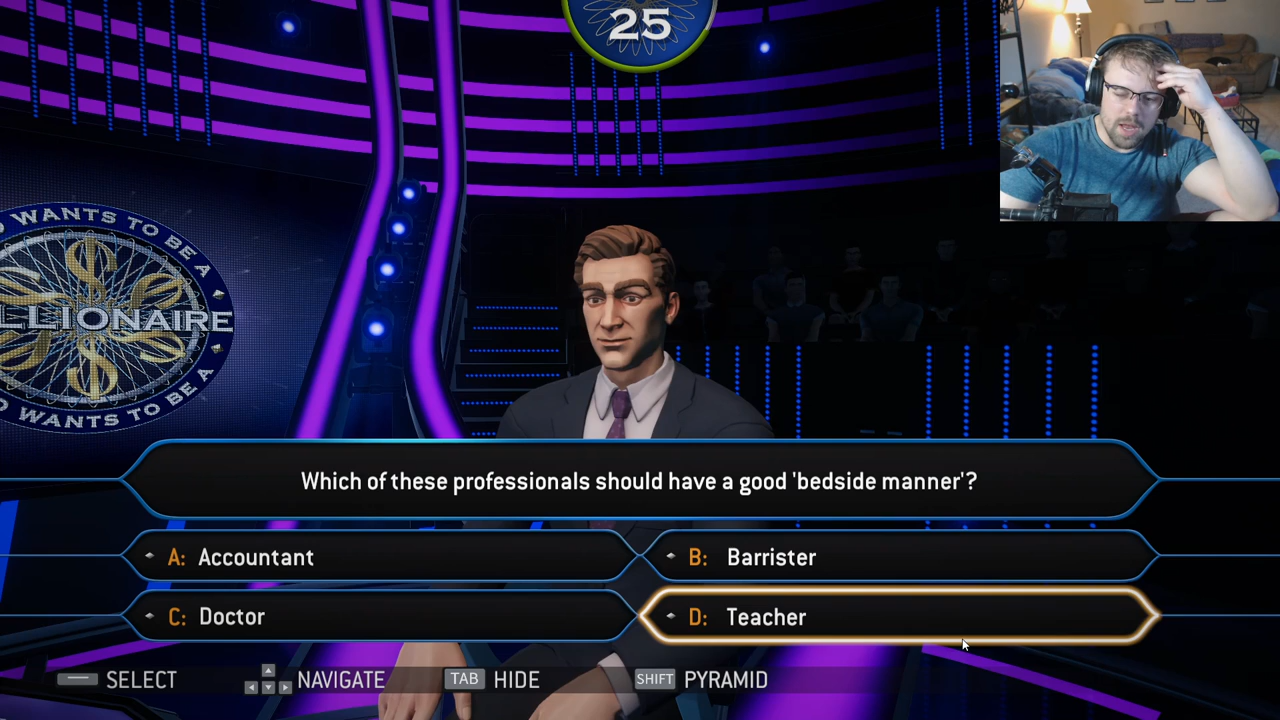 25
O WANTS TO BE A
LLIONAIRE
O WANTS TO BE A
Which of these professionals should have a good 'bedside manner'?
A: Accountant
B: Barrister
C: Doctor
D: Teacher
SELECT
NAVIGATE
TAB HIDE
SHIFT PYRAMID